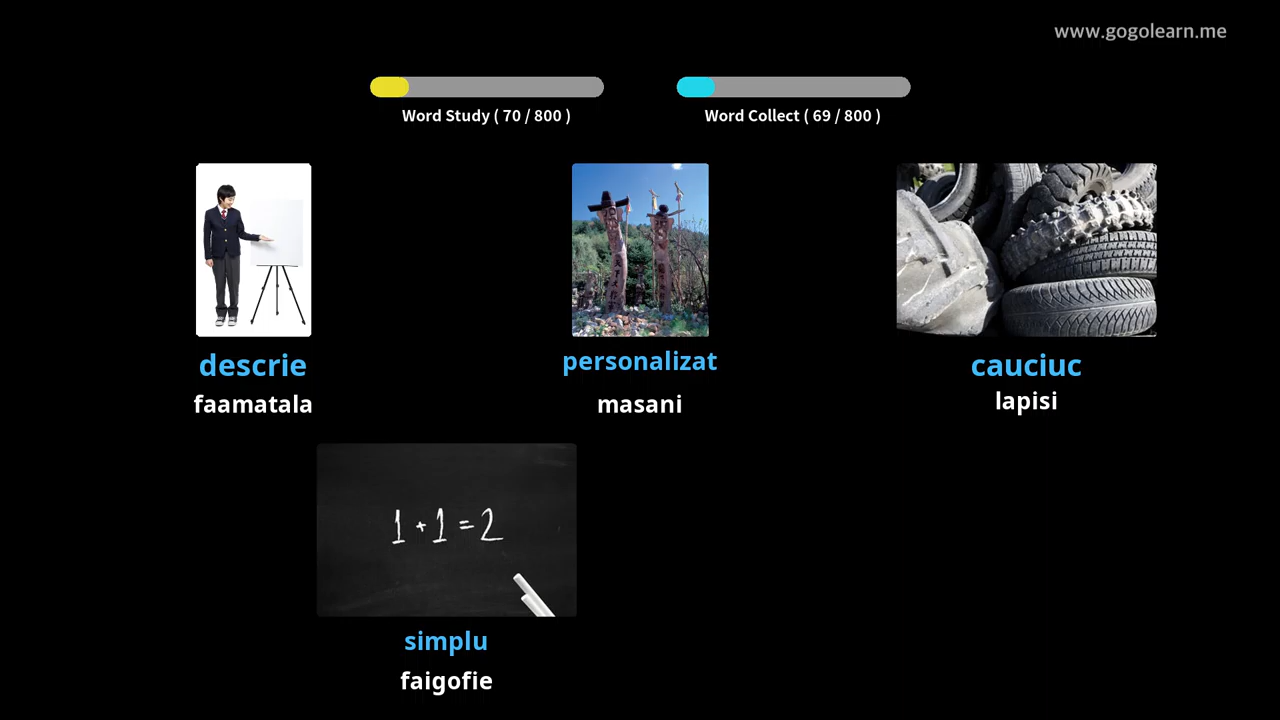 www.gogolearn.me
Word Study ( 70 / 800 )
Word Collect ( 69 / 800 )
descrie
faamatala
personalizat
masani
cauciuc
lapisi
1 + 1 = 2
simplu
faigofie